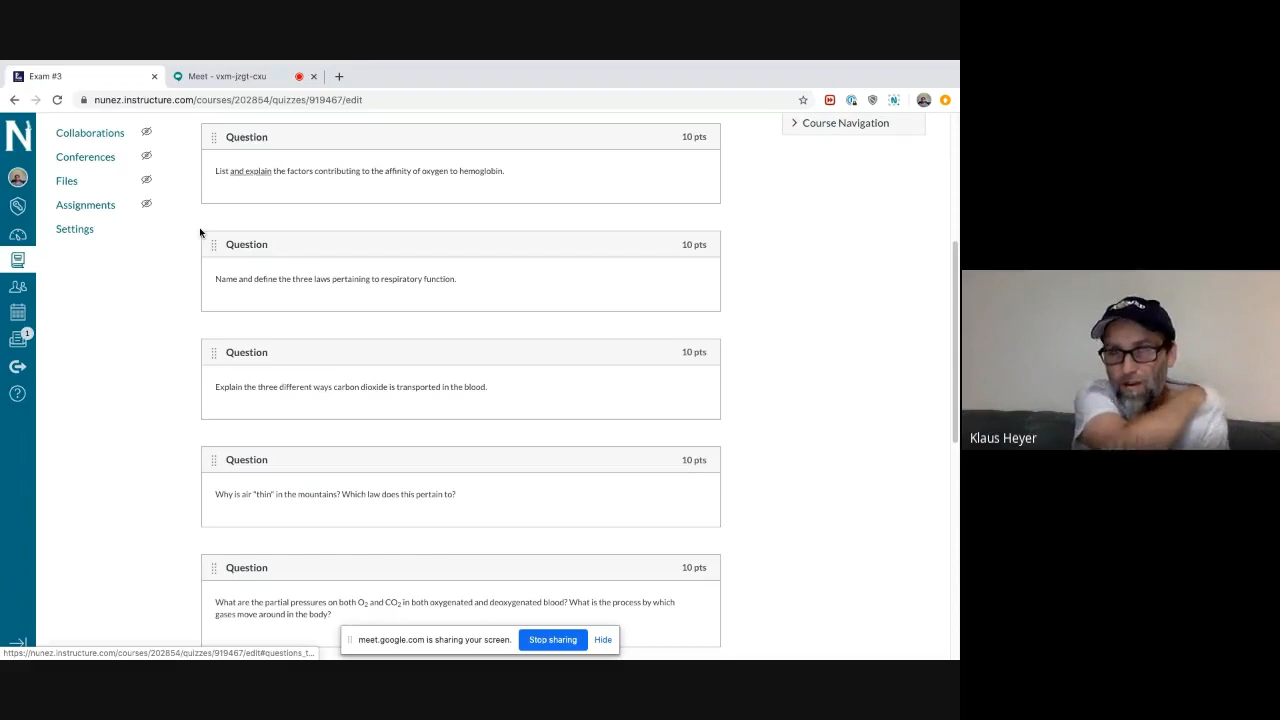 Exam #3
Meet - vxm-jzgt-cxu
nunez.instructure.com/courses/202854/quizzes/919467/edit
N
Collaborations
Conferences
Files
Assignments
Settings
1
Course Navigation
Question 10 pts
List and explain the factors contributing to the affinity of oxygen to hemoglobin.
Question 10 pts
Name and define the three laws pertaining to respiratory function.
Question 10 pts
Explain the three different ways carbon dioxide is transported in the blood.
Question 10 pts
Why is air "thin" in the mountains? Which law does this pertain to?
Question 10 pts
What are the partial pressures on both O2 and CO2 in both oxygenated and deoxygenated blood? What is the process by which
gases move around in the body?
meet.google.com is sharing your screen. Stop sharing Hide
https://nunez.instructure.com/courses/202854/quizzes/919467/edit#questions_t...
Klaus Heyer